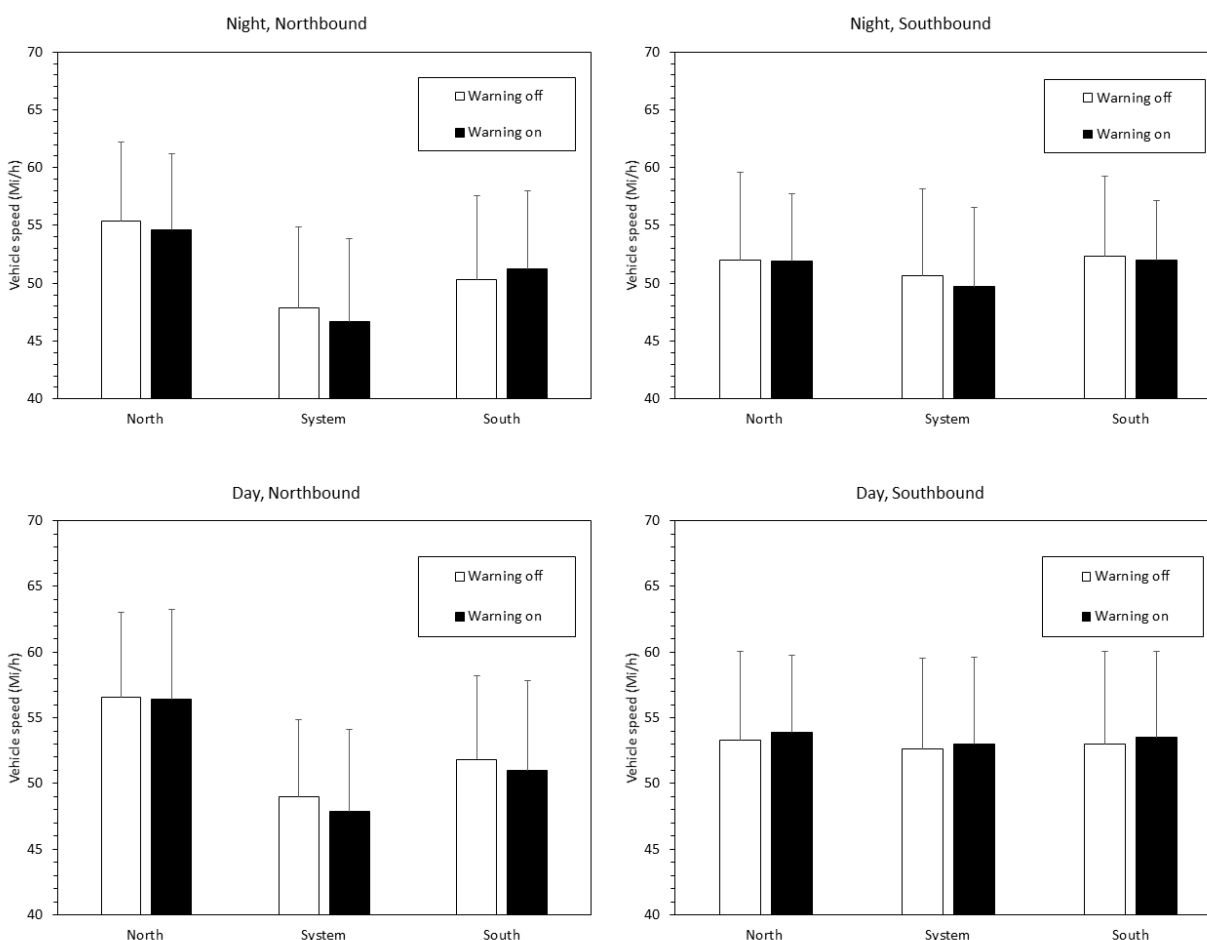 Night, Northbound
70
65
60
55
50
45
40
Vehicle speed (Mi/h)
Warning off
Warning on
North
System
South
Night, Southbound
70
65
60
55
50
45
40
Vehicle speed (Mi/h)
Warning off
Warning on
North
System
South
Day, Northbound
70
65
60
55
50
45
40
Vehicle speed (Mi/h)
Warning off
Warning on
North
System
South
Day, Southbound
70
65
60
55
50
45
40
Vehicle speed (Mi/h)
Warning off
Warning on
North
System
South